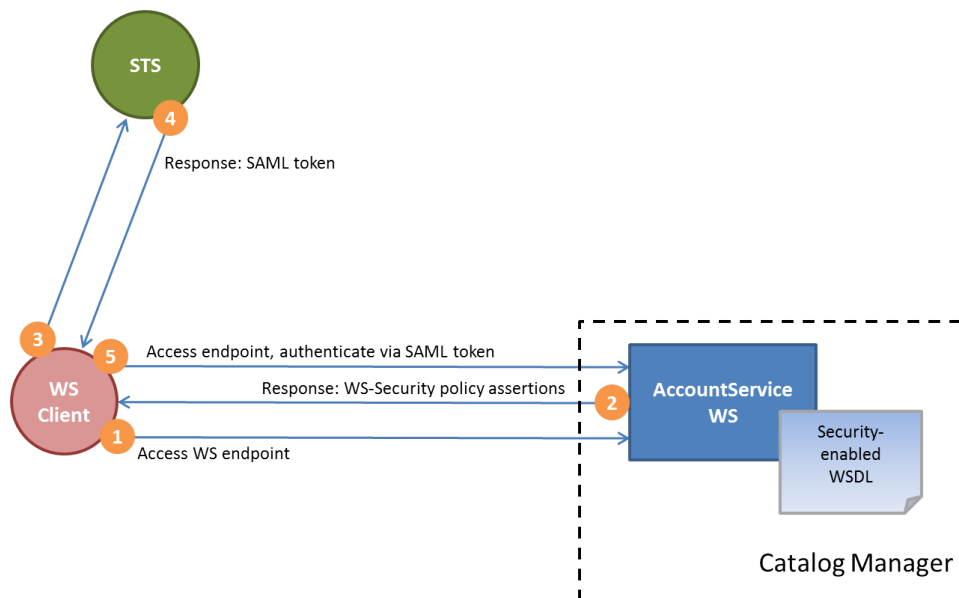 STS
4
Response: SAML token
3
5
Access endpoint, authenticate via SAML token
WS
Client
Response: WS-Security policy assertions
2
AccountService
WS
1
Access WS endpoint
Security-
enabled
WSDL
Catalog Manager